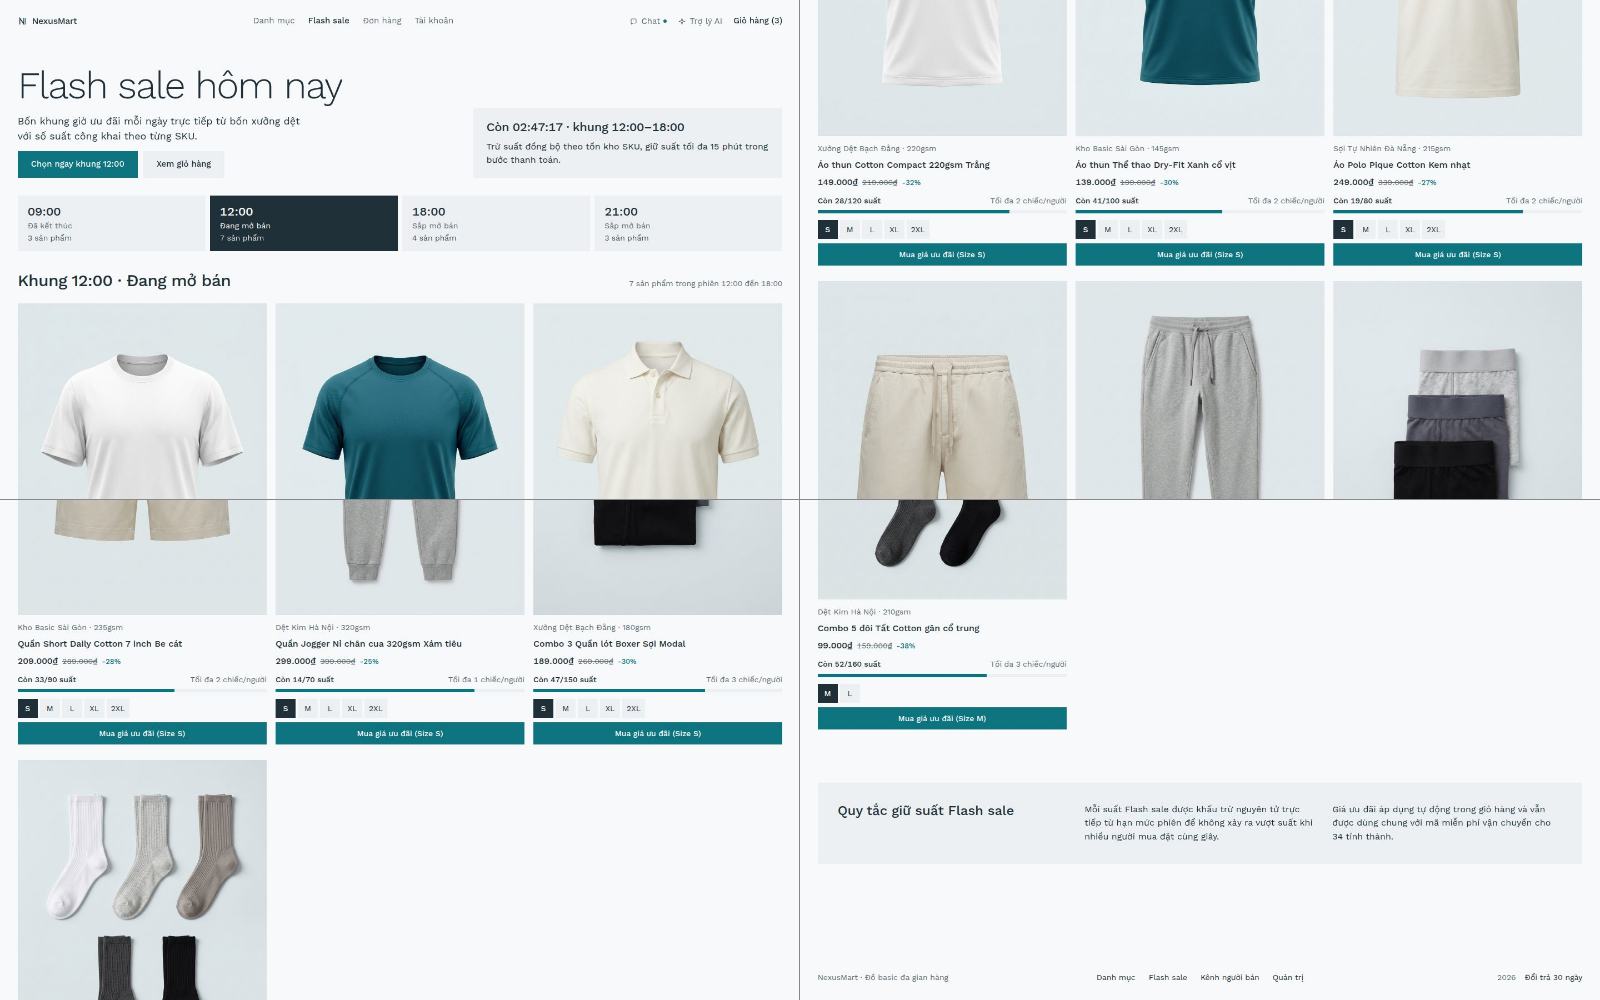 NexusMart
Danh mục
Flash sale
Đơn hàng
Tài khoản
Chat
Trợ lý AI
Giỏ hàng (3)
Flash sale hôm nay
Bốn khung giờ ưu đãi mỗi ngày trực tiếp từ bốn xưởng dệt
với số suất công khai theo từng SKU.
Chọn ngay khung 12:00
Xem giỏ hàng
Còn 02:47:17 · khung 12:00–18:00
Trừ suất đồng bộ theo tồn kho SKU, giữ suất tối đa 15 phút trong
bước thanh toán.
09:00
Đã kết thúc
3 sản phẩm
12:00
Đang mở bán
7 sản phẩm
18:00
Sắp mở bán
4 sản phẩm
21:00
Sắp mở bán
3 sản phẩm
Khung 12:00 · Đang mở bán
7 sản phẩm trong phiên 12:00 đến 18:00
Xưởng Dệt Bạch Đằng · 220gsm
Áo thun Cotton Compact 220gsm Trắng
149.000₫ 219.000₫ -32%
Còn 28/120 suất
Tối đa 2 chiếc/người
S M L XL 2XL
Mua giá ưu đãi (Size S)
Kho Basic Sài Gòn · 145gsm
Áo thun Thể thao Dry-Fit Xanh cổ vịt
139.000₫ 199.000₫ -30%
Còn 41/100 suất
Tối đa 2 chiếc/người
S M L XL 2XL
Mua giá ưu đãi (Size S)
Sợi Tự Nhiên Đà Nẵng · 215gsm
Áo Polo Pique Cotton Kem nhạt
249.000₫ 339.000₫ -27%
Còn 19/80 suất
Tối đa 2 chiếc/người
S M L XL 2XL
Mua giá ưu đãi (Size S)
Kho Basic Sài Gòn · 235gsm
Quần Short Daily Cotton 7 inch Be cát
209.000₫ 289.000₫ -28%
Còn 33/90 suất
Tối đa 2 chiếc/người
S M L XL 2XL
Mua giá ưu đãi (Size S)
Dệt Kim Hà Nội · 320gsm
Quần Jogger Nỉ chân cua 320gsm Xám tiêu
299.000₫ 399.000₫ -25%
Còn 14/70 suất
Tối đa 1 chiếc/người
S M L XL 2XL
Mua giá ưu đãi (Size S)
Xưởng Dệt Bạch Đằng · 180gsm
Combo 3 Quần lót Boxer Sợi Modal
189.000₫ 269.000₫ -30%
Còn 47/150 suất
Tối đa 3 chiếc/người
S M L XL 2XL
Mua giá ưu đãi (Size S)
Dệt Kim Hà Nội · 210gsm
Combo 5 đôi Tất Cotton gân cổ trung
99.000₫ 159.000₫ -38%
Còn 52/160 suất
Tối đa 3 chiếc/người
M L
Mua giá ưu đãi (Size M)
Quy tắc giữ suất Flash sale
Mỗi suất Flash sale được khấu trừ nguyên tử trực
tiếp từ hạn mức phiên để không xảy ra vượt suất khi
nhiều người mua đặt cùng giây.
Giá ưu đãi áp dụng tự động trong giỏ hàng và vẫn
được dùng chung với mã miễn phí vận chuyển cho
34 tỉnh thành.
NexusMart · Đồ basic đa gian hàng
Danh mục
Flash sale
Kênh người bán
Quản trị
2026
Đổi trả 30 ngày